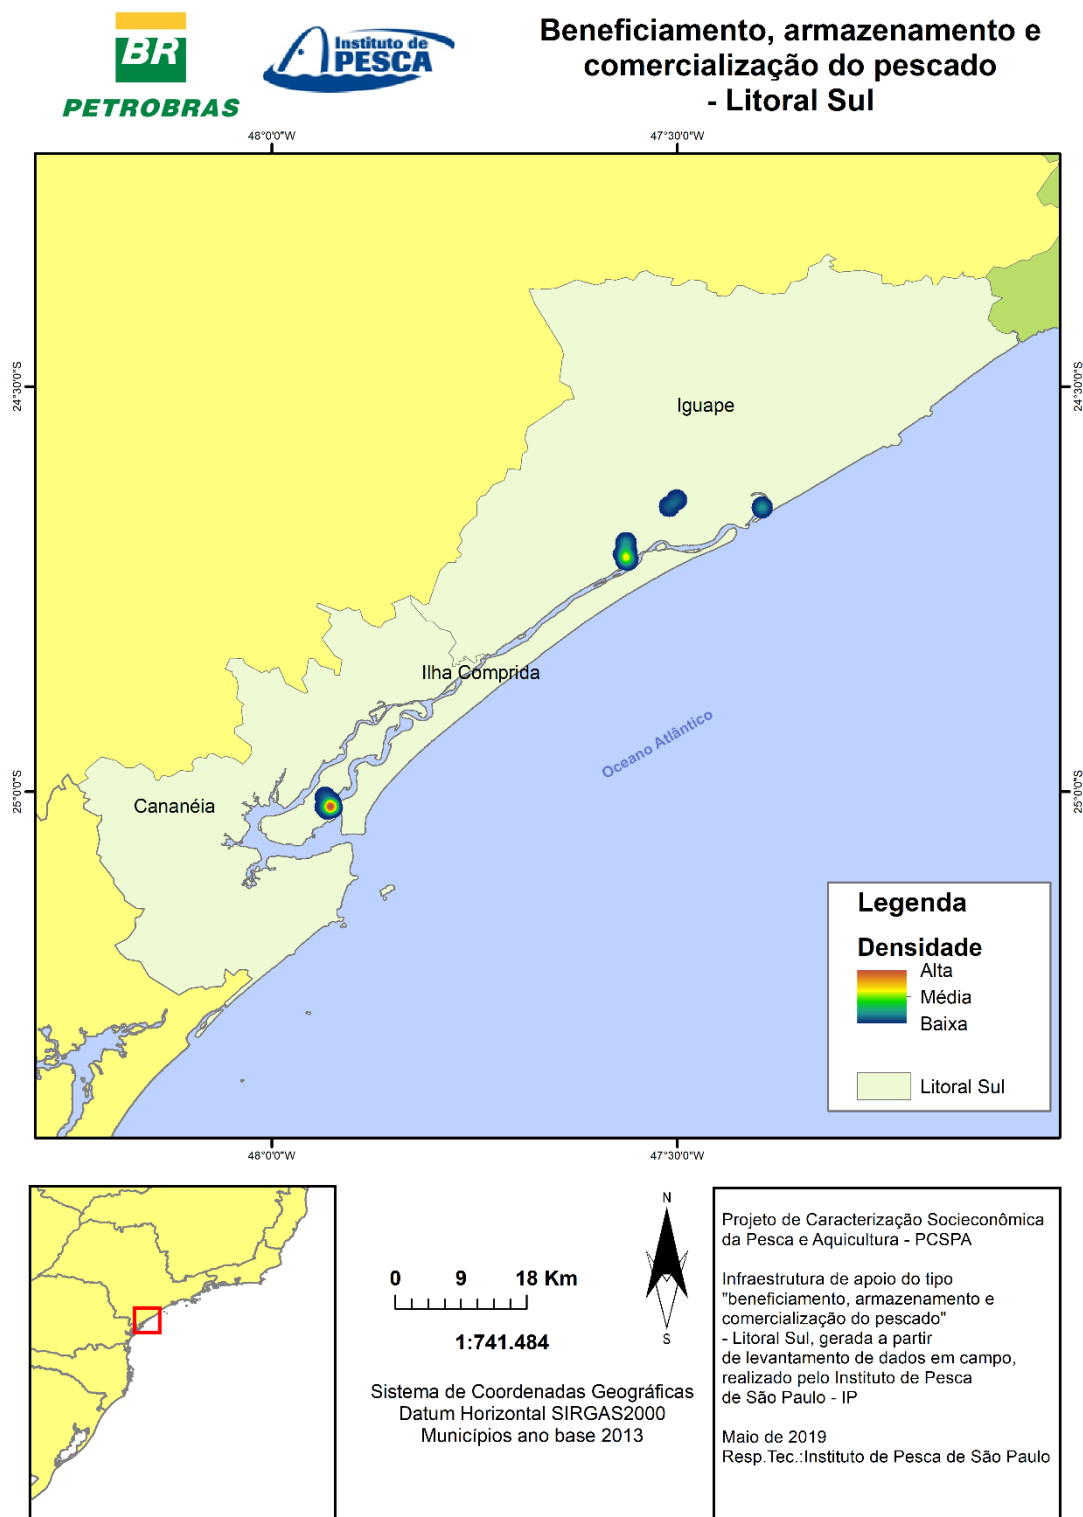 BR
PETROBRAS
Instituto de
PESCA
Beneficiamento, armazenamento e
comercialização do pescado
- Litoral Sul
48°0'0"W
47°30'0"W
24°30'0"S
24°30'0"S
Iguape
Ilha Comprida
Oceano Atlântico
25°0'0"S
25°0'0"S
Cananéia
Legenda
Densidade
Alta
Média
Baixa
Litoral Sul
48°0'0"W
47°30'0"W
0 9 18 Km
1:741.484
Sistema de Coordenadas Geográficas
Datum Horizontal SIRGAS2000
Municípios ano base 2013
N
S
Projeto de Caracterização Socieconômica
da Pesca e Aquicultura - PCSPA
Infraestrutura de apoio do tipo
"beneficiamento, armazenamento e
comercialização do pescado"
- Litoral Sul, gerada a partir
de levantamento de dados em campo,
realizado pelo Instituto de Pesca
de São Paulo - IP
Maio de 2019
Resp.Tec.:Instituto de Pesca de São Paulo